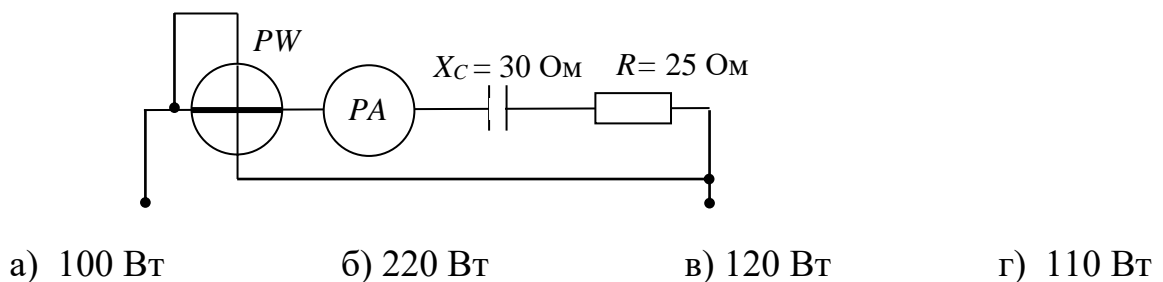 PW
X_C = 30 Ом R= 25 Ом
PA
а) 100 Вт б) 220 Вт в) 120 Вт г) 110 Вт